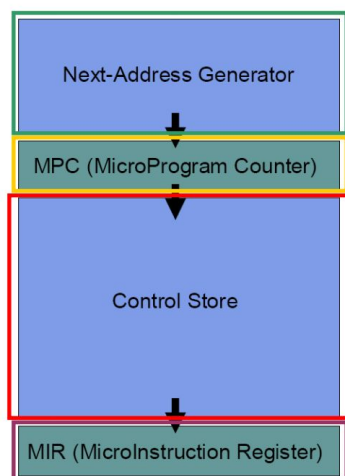 Next-Address Generator
MPC (MicroProgram Counter)
Control Store
MIR (MicroInstruction Register)